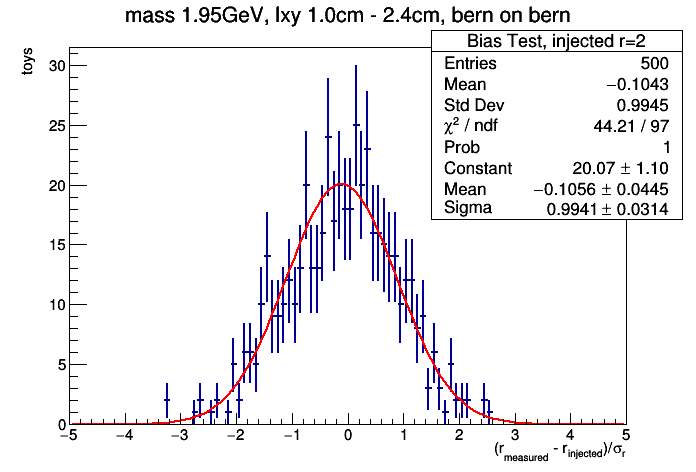 mass 1.95GeV, lxy 1.0cm - 2.4cm, bern on bern
toys
Bias Test, injected r=2
Entries 500
Mean −0.1043
Std Dev 0.9945
χ² / ndf 44.21 / 97
Prob 1
Constant 20.07 ± 1.10
Mean −0.1056 ± 0.0445
Sigma 0.9941 ± 0.0314
30
25
20
15
10
5
0
−5 −4 −3 −2 −1 0 1 2 3 4 5
(r_measured - r_injected)/σ_r